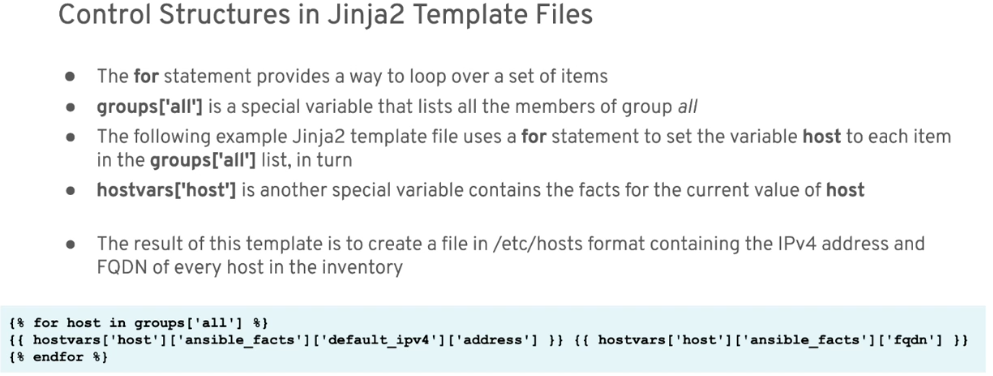 Control Structures in Jinja2 Template Files
● The for statement provides a way to loop over a set of items
● groups['all'] is a special variable that lists all the members of group all
● The following example Jinja2 template file uses a for statement to set the variable host to each item
in the groups['all'] list, in turn
● hostvars['host'] is another special variable contains the facts for the current value of host
● The result of this template is to create a file in /etc/hosts format containing the IPv4 address and
FQDN of every host in the inventory
{% for host in groups['all'] %}
{{ hostvars['host']['ansible_facts']['default_ipv4']['address'] }} {{ hostvars['host']['ansible_facts']['fqdn'] }}
{% endfor %}